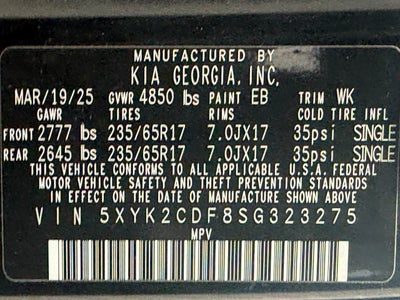 MANUFACTURED BY
KIA GEORGIA, INC.
MAR/19/25 GVWR 4850 lbs PAINT EB TRIM WK
GAWR TIRES RIMS COLD TIRE INFL
FRONT 2777 lbs 235/65R17 7.0JX17 35psi SINGLE
REAR 2645 lbs 235/65R17 7.0JX17 35psi SINGLE
THIS VEHICLE CONFORMS TO ALL APPLICABLE U.S.A. FEDERAL
MOTOR VEHICLE SAFETY AND THEFT PREVENTION STANDARDS
IN EFFECT ON THE DATE OF MANUFACTURE SHOWN ABOVE.
VIN 5XYK2CDF8SG323275
MPV